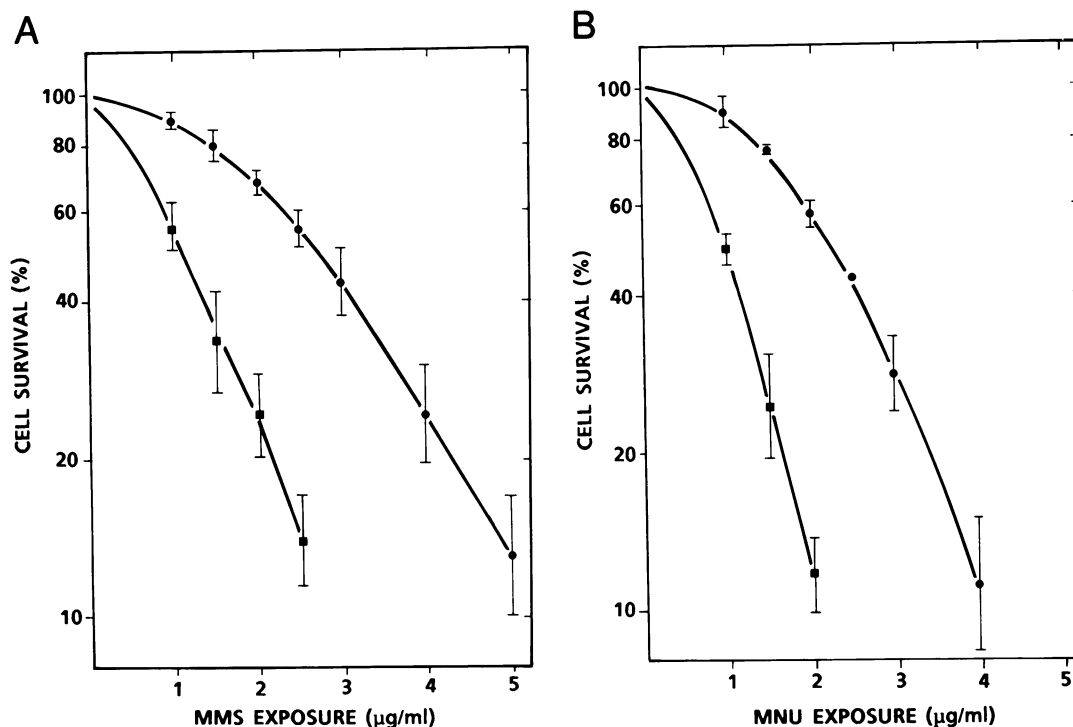 A
100
80
60
40
20
10
CELL SURVIVAL (%)
1 2 3 4 5
MMS EXPOSURE (μg/ml)
B
100
80
60
40
20
10
CELL SURVIVAL (%)
1 2 3 4 5
MNU EXPOSURE (μg/ml)